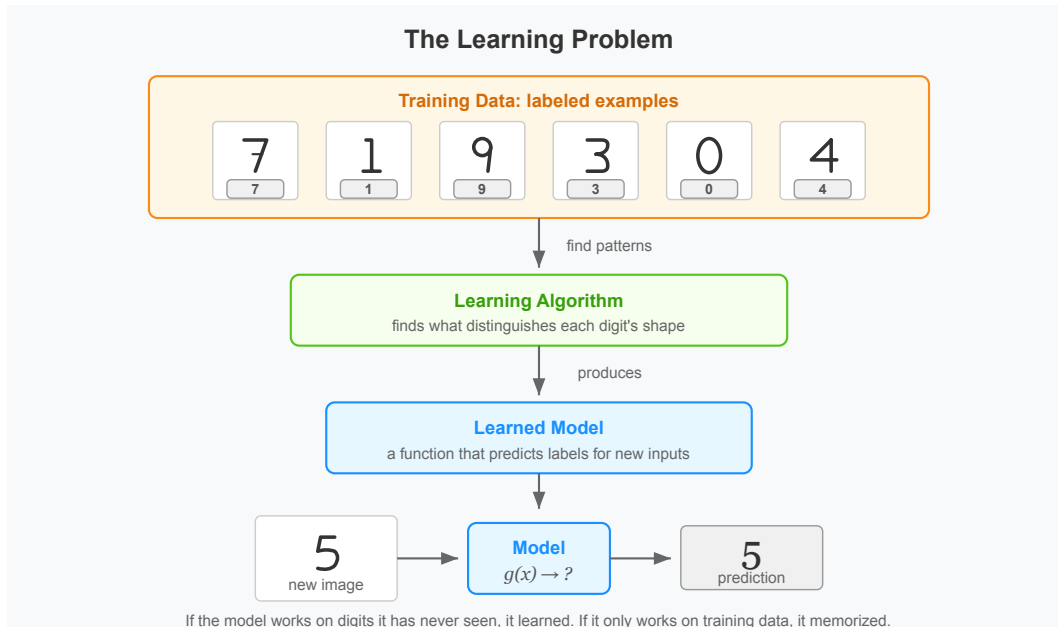 The Learning Problem
Training Data: labeled examples
7 1 9 3 0 4
7 1 9 3 0 4
find patterns
Learning Algorithm
finds what distinguishes each digit's shape
produces
Learned Model
a function that predicts labels for new inputs
5
new image
Model
g(x) → ?
5
prediction
If the model works on digits it has never seen, it learned. If it only works on training data, it memorized.